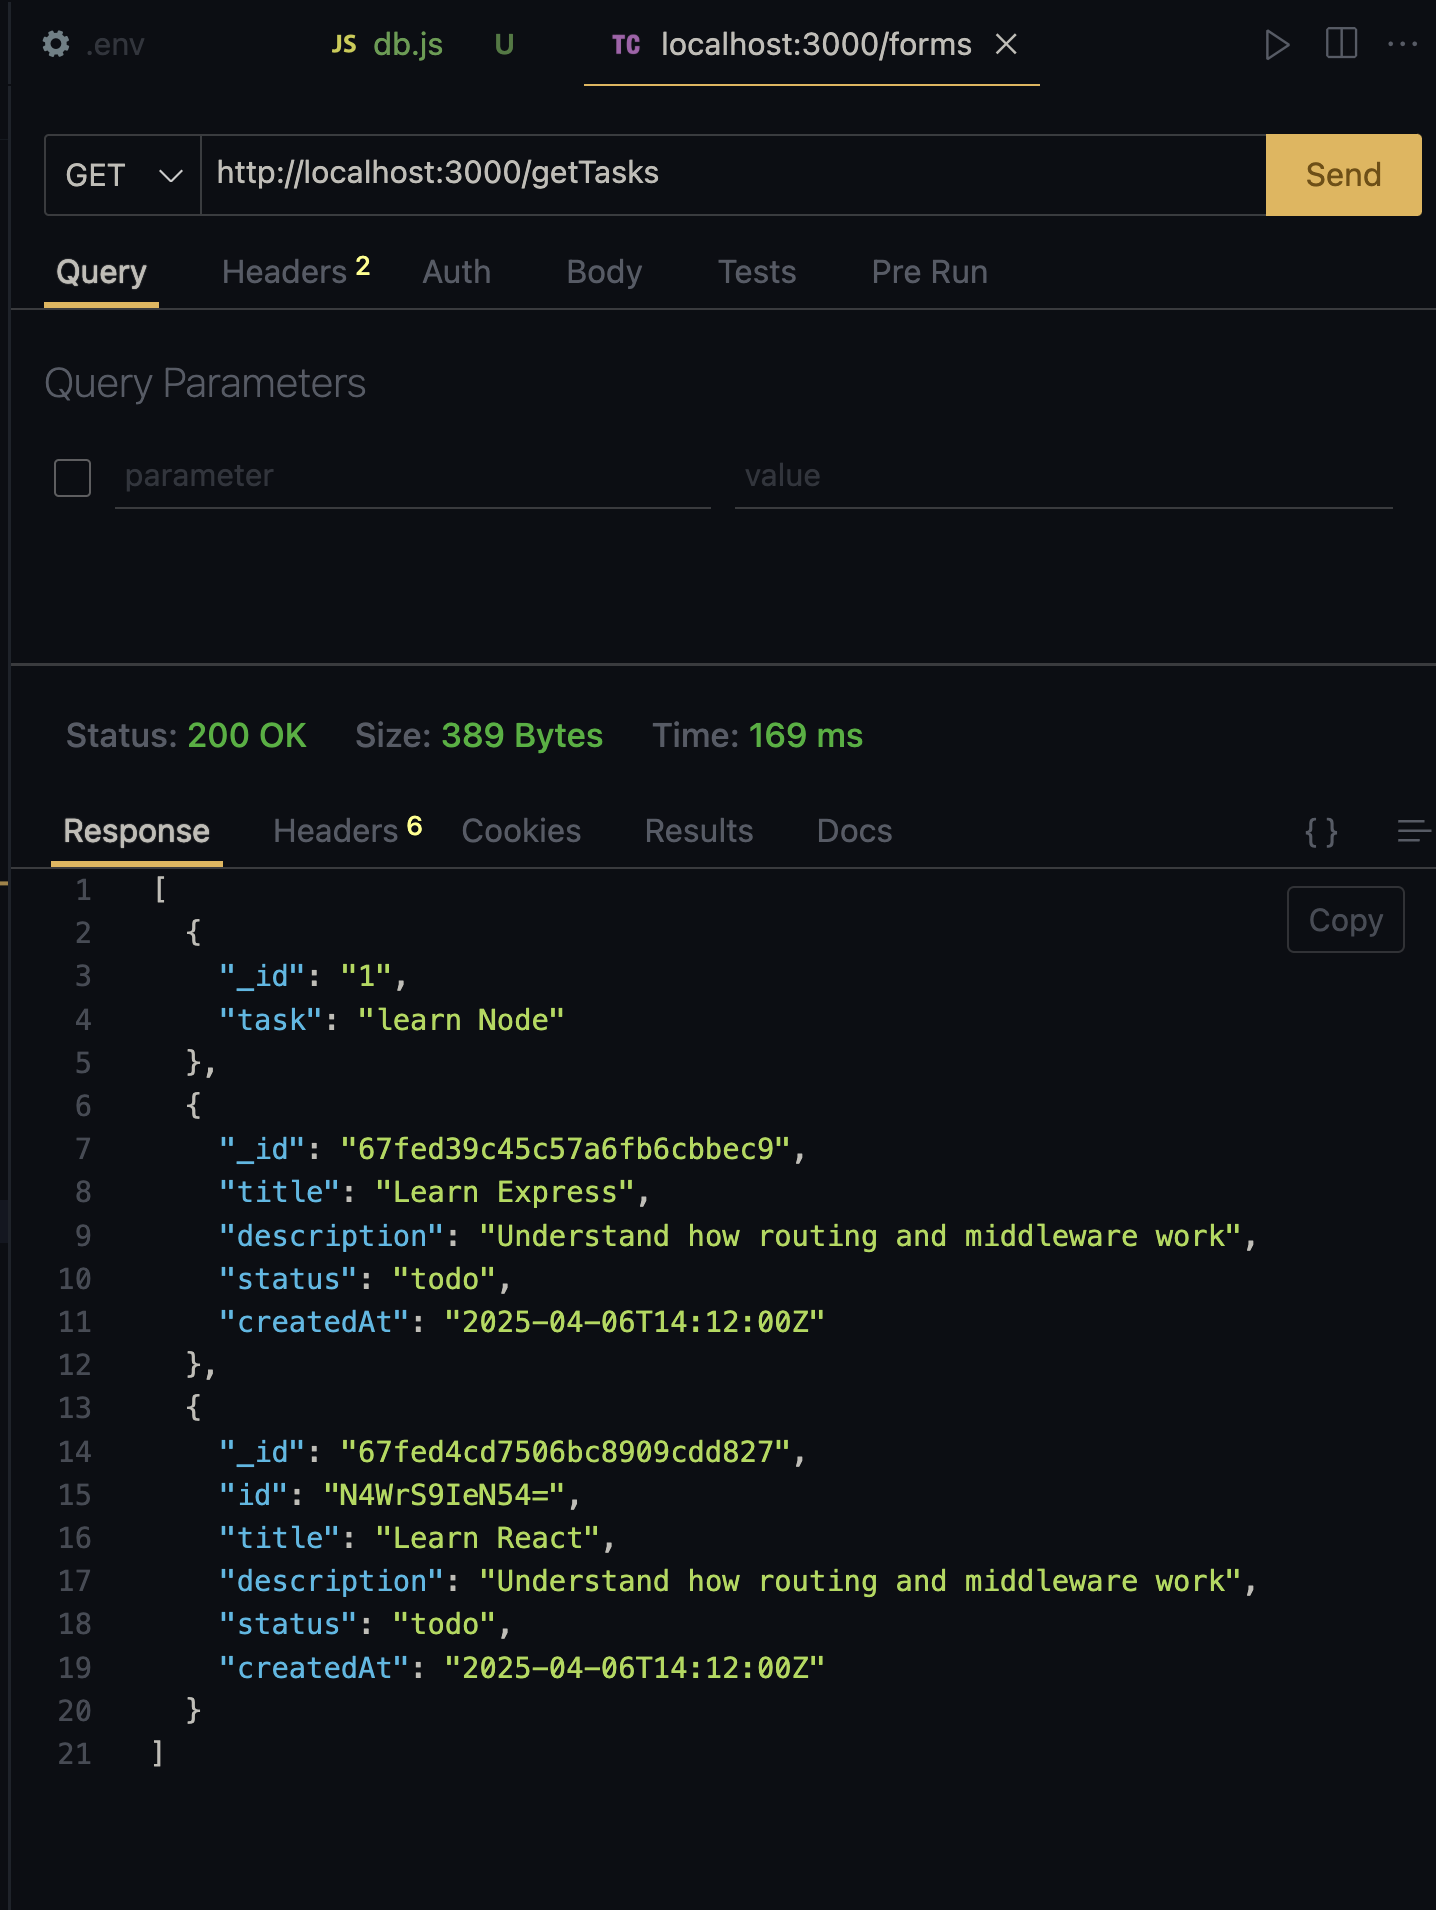 .env JS db.js U TC localhost:3000/forms
GET http://localhost:3000/getTasks Send
Query Headers 2 Auth Body Tests Pre Run
Query Parameters
parameter value
Status: 200 OK Size: 389 Bytes Time: 169 ms
Response Headers 6 Cookies Results Docs { }
Copy
1 [
2 {
3 "_id": "1",
4 "task": "learn Node"
5 },
6 {
7 "_id": "67fed39c45c57a6fb6cbbec9",
8 "title": "Learn Express",
9 "description": "Understand how routing and middleware work",
10 "status": "todo",
11 "createdAt": "2025-04-06T14:12:00Z"
12 },
13 {
14 "_id": "67fed4cd7506bc8909cdd827",
15 "id": "N4WrS9IeN54=",
16 "title": "Learn React",
17 "description": "Understand how routing and middleware work",
18 "status": "todo",
19 "createdAt": "2025-04-06T14:12:00Z"
20 }
21 ]